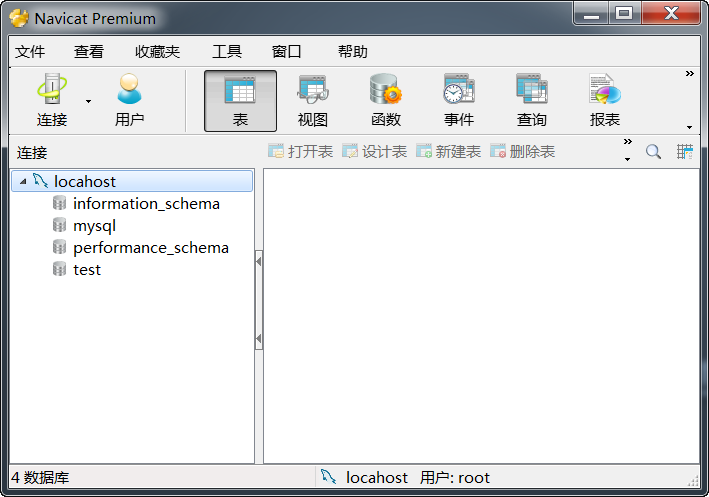 Navicat Premium
文件 查看 收藏夹 工具 窗口 帮助
连接 用户 表 视图 函数 事件 查询 报表
连接 打开表 设计表 新建表 删除表
locahost
information_schema
mysql
performance_schema
test
4 数据库 locahost 用户: root